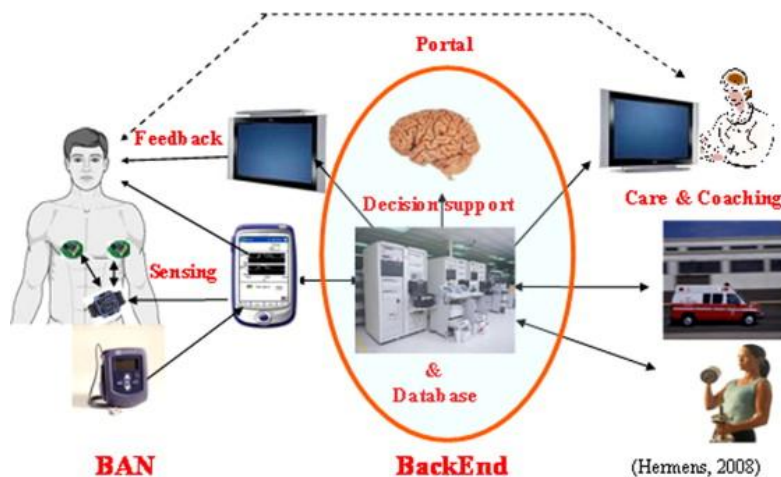 Portal
Feedback
Decision support
Care & Coaching
Sensing
&
Database
BAN
BackEnd
(Hermens, 2008)